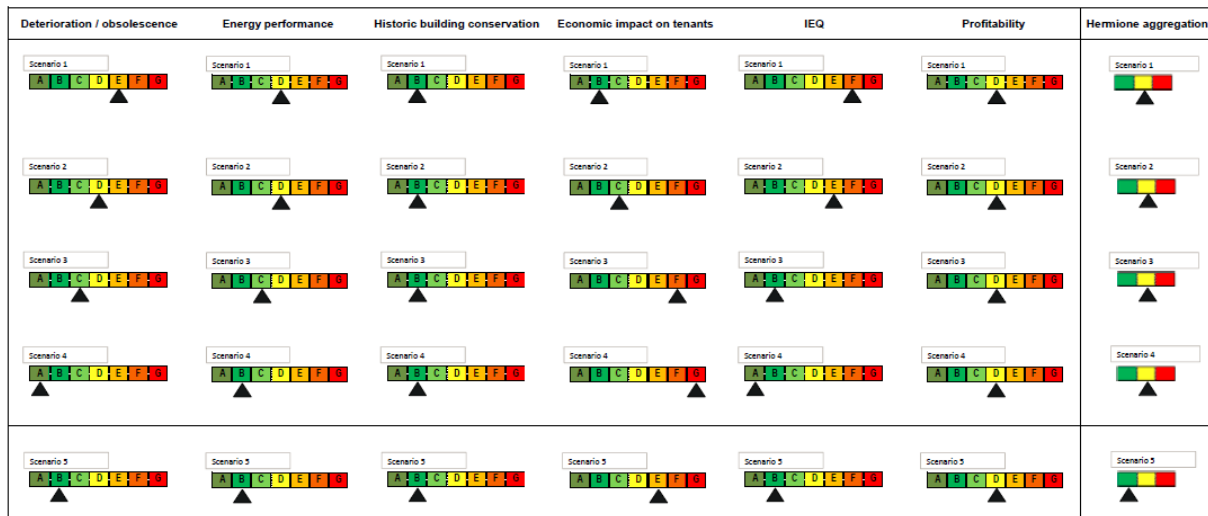 Deterioration / obsolescence Energy performance Historic building conservation Economic impact on tenants IEQ Profitability Hermione aggregation
Scenario 1 Scenario 1 Scenario 1 Scenario 1 Scenario 1 Scenario 1 Scenario 1
A B C D E F G A B C D E F G A B C D E F G A B C D E F G A B C D E F G A B C D E F G
Scenario 2 Scenario 2 Scenario 2 Scenario 2 Scenario 2 Scenario 2 Scenario 2
A B C D E F G A B C D E F G A B C D E F G A B C D E F G A B C D E F G A B C D E F G
Scenario 3 Scenario 3 Scenario 3 Scenario 3 Scenario 3 Scenario 3 Scenario 3
A B C D E F G A B C D E F G A B C D E F G A B C D E F G A B C D E F G A B C D E F G
Scenario 4 Scenario 4 Scenario 4 Scenario 4 Scenario 4 Scenario 4 Scenario 4
A B C D E F G A B C D E F G A B C D E F G A B C D E F G A B C D E F G A B C D E F G
Scenario 5 Scenario 5 Scenario 5 Scenario 5 Scenario 5 Scenario 5 Scenario 5
A B C D E F G A B C D E F G A B C D E F G A B C D E F G A B C D E F G A B C D E F G